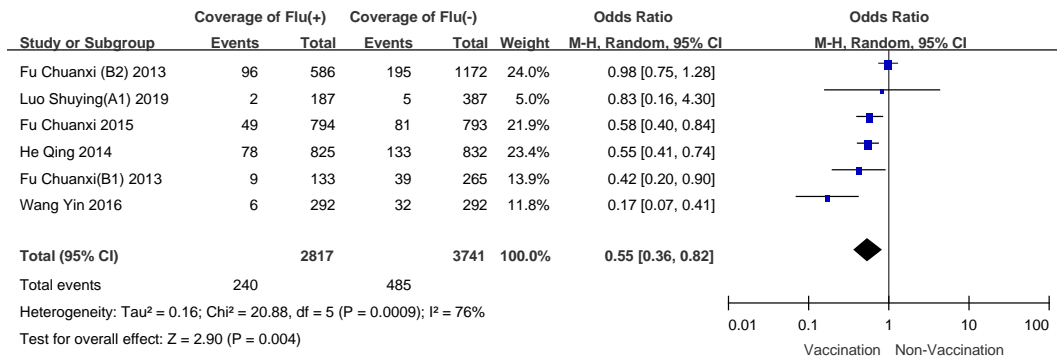 Coverage of Flu(+) Coverage of Flu(-) Odds Ratio Odds Ratio
Study or Subgroup Events Total Events Total Weight M-H, Random, 95% CI M-H, Random, 95% CI
Fu Chuanxi (B2) 2013 96 586 195 1172 24.0% 0.98 [0.75, 1.28]
Luo Shuying(A1) 2019 2 187 5 387 5.0% 0.83 [0.16, 4.30]
Fu Chuanxi 2015 49 794 81 793 21.9% 0.58 [0.40, 0.84]
He Qing 2014 78 825 133 832 23.4% 0.55 [0.41, 0.74]
Fu Chuanxi(B1) 2013 9 133 39 265 13.9% 0.42 [0.20, 0.90]
Wang Yin 2016 6 292 32 292 11.8% 0.17 [0.07, 0.41]
Total (95% CI) 2817 3741 100.0% 0.55 [0.36, 0.82]
Total events 240 485
Heterogeneity: Tau² = 0.16; Chi² = 20.88, df = 5 (P = 0.0009); I² = 76%
Test for overall effect: Z = 2.90 (P = 0.004)
0.01 0.1 1 10 100
Vaccination Non-Vaccination